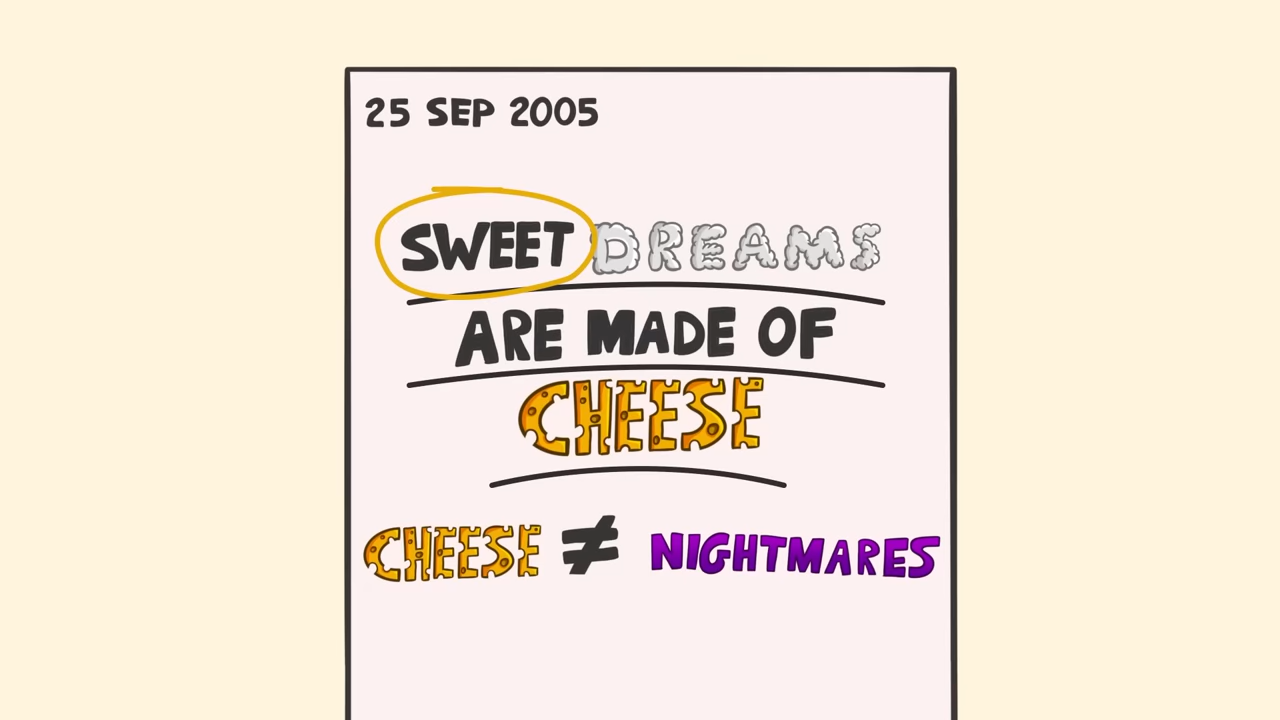 25 SEP 2005
SWEET DREAMS
ARE MADE OF
CHEESE
CHEESE ≠ NIGHTMARES